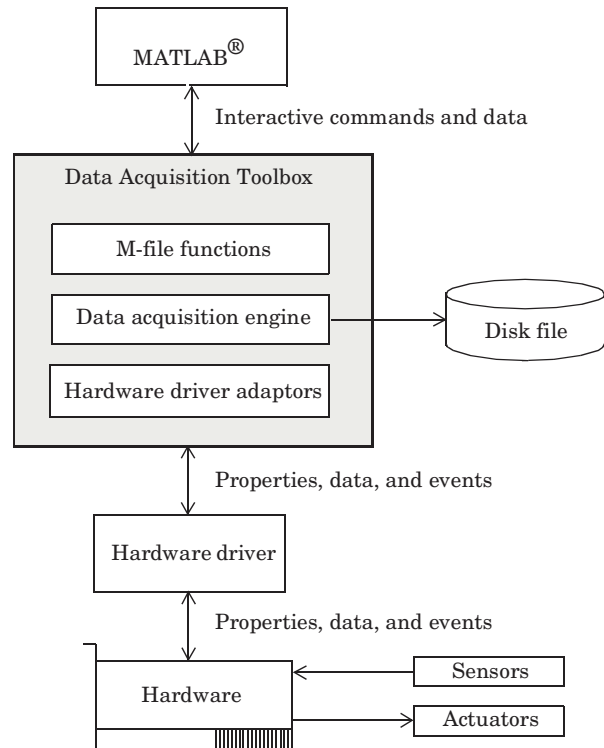 MATLAB®
Interactive commands and data
Data Acquisition Toolbox
M-file functions
Data acquisition engine
Disk file
Hardware driver adaptors
Properties, data, and events
Hardware driver
Properties, data, and events
Sensors
Hardware
Actuators